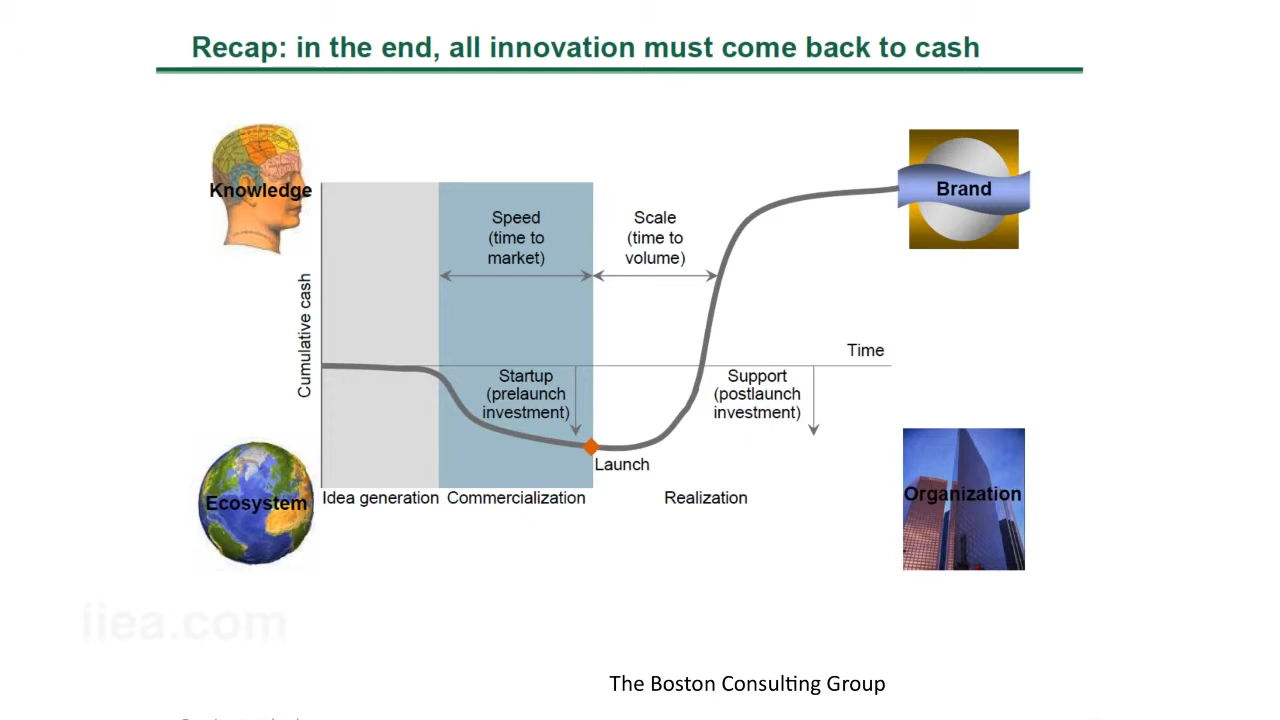 Recap: in the end, all innovation must come back to cash
Knowledge
Brand
Speed
(time to
market)
Scale
(time to
volume)
Cumulative cash
Time
Startup
(prelaunch
investment)
Support
(postlaunch
investment)
Launch
Ecosystem
Organization
Idea generation
Commercialization
Realization
iiea.com
The Boston Consulting Group